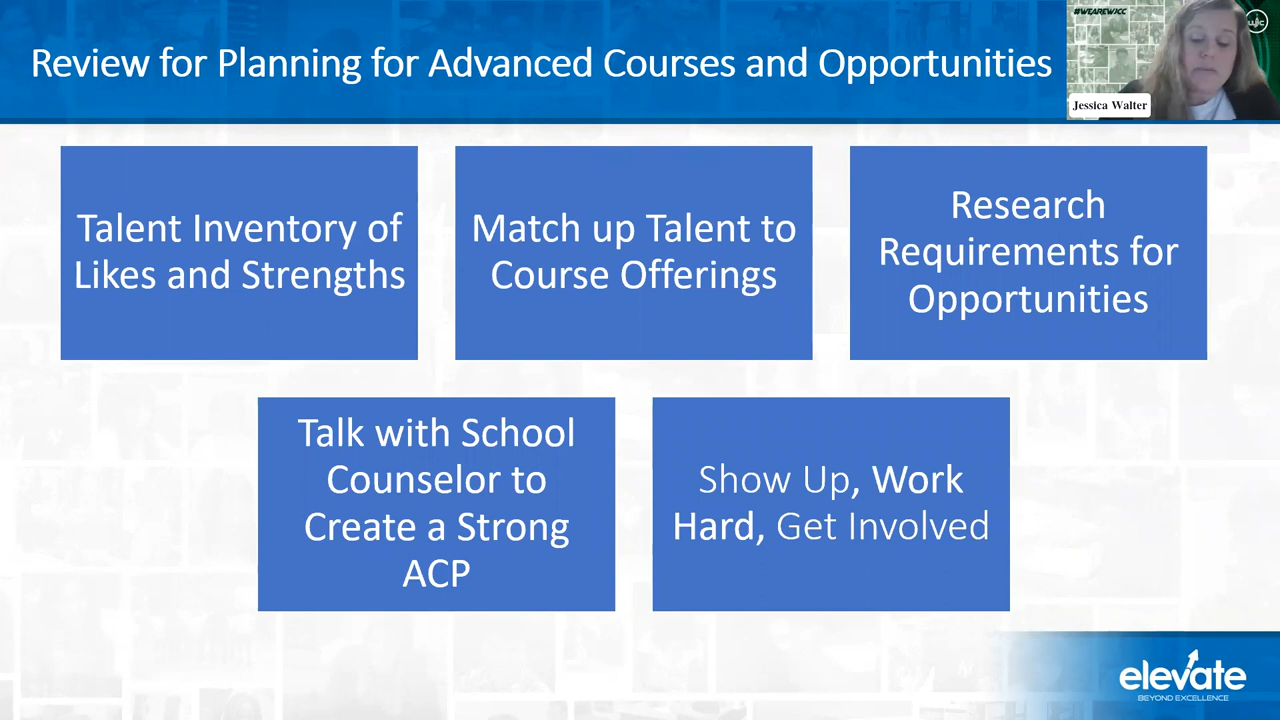 Review for Planning for Advanced Courses and Opportunities
#WEAREWJCC
wjc
Jessica Walter
Talent Inventory of
Likes and Strengths
Match up Talent to
Course Offerings
Research
Requirements for
Opportunities
Talk with School
Counselor to
Create a Strong
ACP
Show Up, Work
Hard, Get Involved
elevate
BEYOND EXCELLENCE